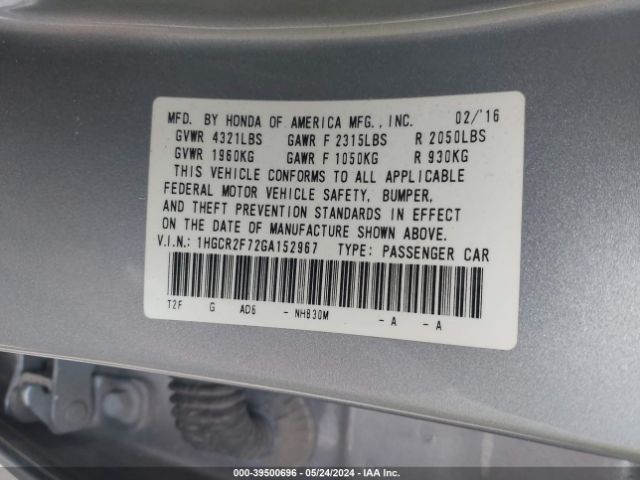 MFD. BY HONDA OF AMERICA MFG., INC. 02/'16
GVWR 4321LBS GAWR F 2315LBS R 2050LBS
GVWR 1960KG GAWR F 1050KG R 930KG
THIS VEHICLE CONFORMS TO ALL APPLICABLE
FEDERAL MOTOR VEHICLE SAFETY, BUMPER,
AND THEFT PREVENTION STANDARDS IN EFFECT
ON THE DATE OF MANUFACTURE SHOWN ABOVE.
V.I.N.: 1HGCR2F72GA152967 TYPE: PASSENGER CAR
T2F G AD5 - NH830M - A - A
000-39500696 - 05/24/2024 - IAA Inc.